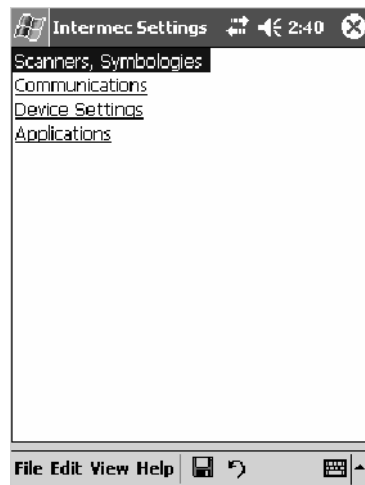 Intermec Settings 2:40
Scanners, Symbologies
Communications
Device Settings
Applications
File Edit View Help